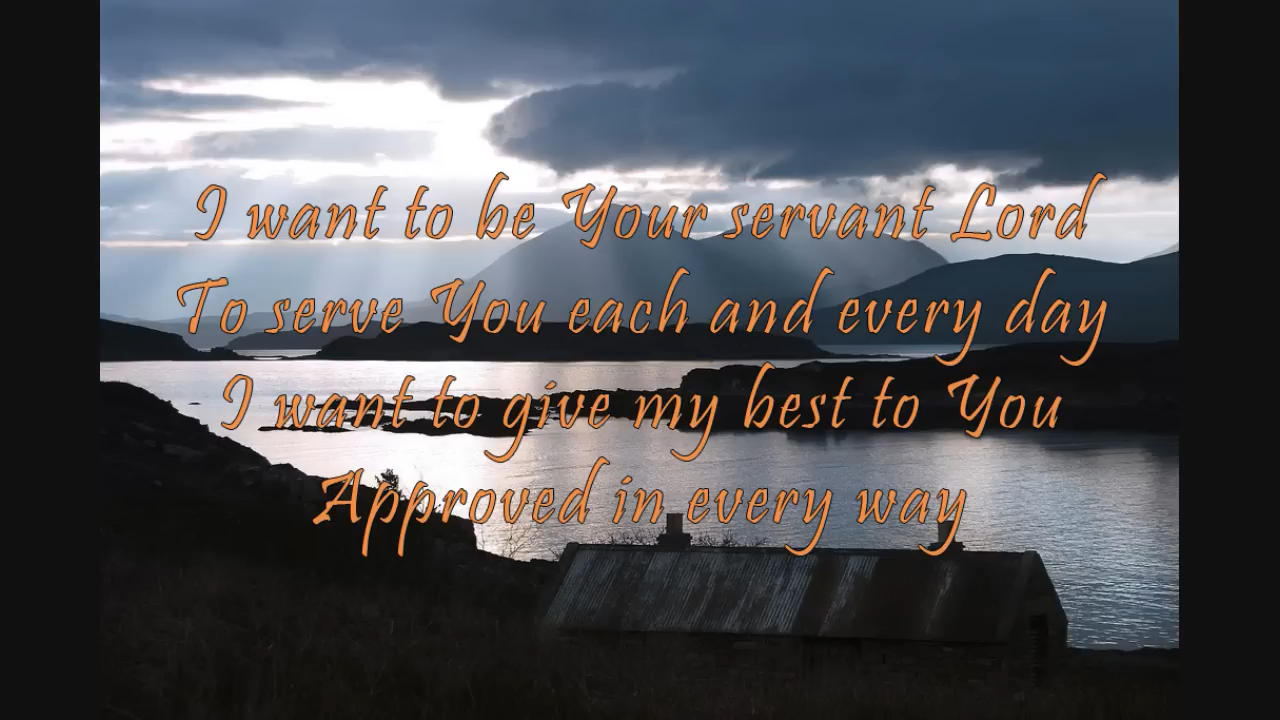 I want to be Your servant Lord
To serve You each and every day
I want to give my best to You
Approved in every way